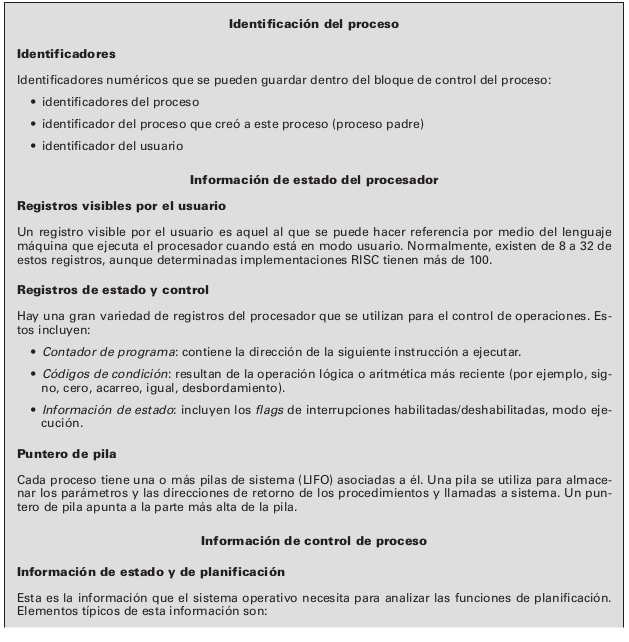 Identificación del proceso
Identificadores
Identificadores numéricos que se pueden guardar dentro del bloque de control del proceso:
• identificadores del proceso
• identificador del proceso que creó a este proceso (proceso padre)
• identificador del usuario
Información de estado del procesador
Registros visibles por el usuario
Un registro visible por el usuario es aquel al que se puede hacer referencia por medio del lenguaje
máquina que ejecuta el procesador cuando está en modo usuario. Normalmente, existen de 8 a 32 de
estos registros, aunque determinadas implementaciones RISC tienen más de 100.
Registros de estado y control
Hay una gran variedad de registros del procesador que se utilizan para el control de operaciones. Es-
tos incluyen:
• Contador de programa: contiene la dirección de la siguiente instrucción a ejecutar.
• Códigos de condición: resultan de la operación lógica o aritmética más reciente (por ejemplo, sig-
no, cero, acarreo, igual, desbordamiento).
• Información de estado: incluyen los flags de interrupciones habilitadas/deshabilitadas, modo eje-
cución.
Puntero de pila
Cada proceso tiene una o más pilas de sistema (LIFO) asociadas a él. Una pila se utiliza para almace-
nar los parámetros y las direcciones de retorno de los procedimientos y llamadas a sistema. Un pun-
tero de pila apunta a la parte más alta de la pila.
Información de control de proceso
Información de estado y de planificación
Esta es la información que el sistema operativo necesita para analizar las funciones de planificación.
Elementos típicos de esta información son: